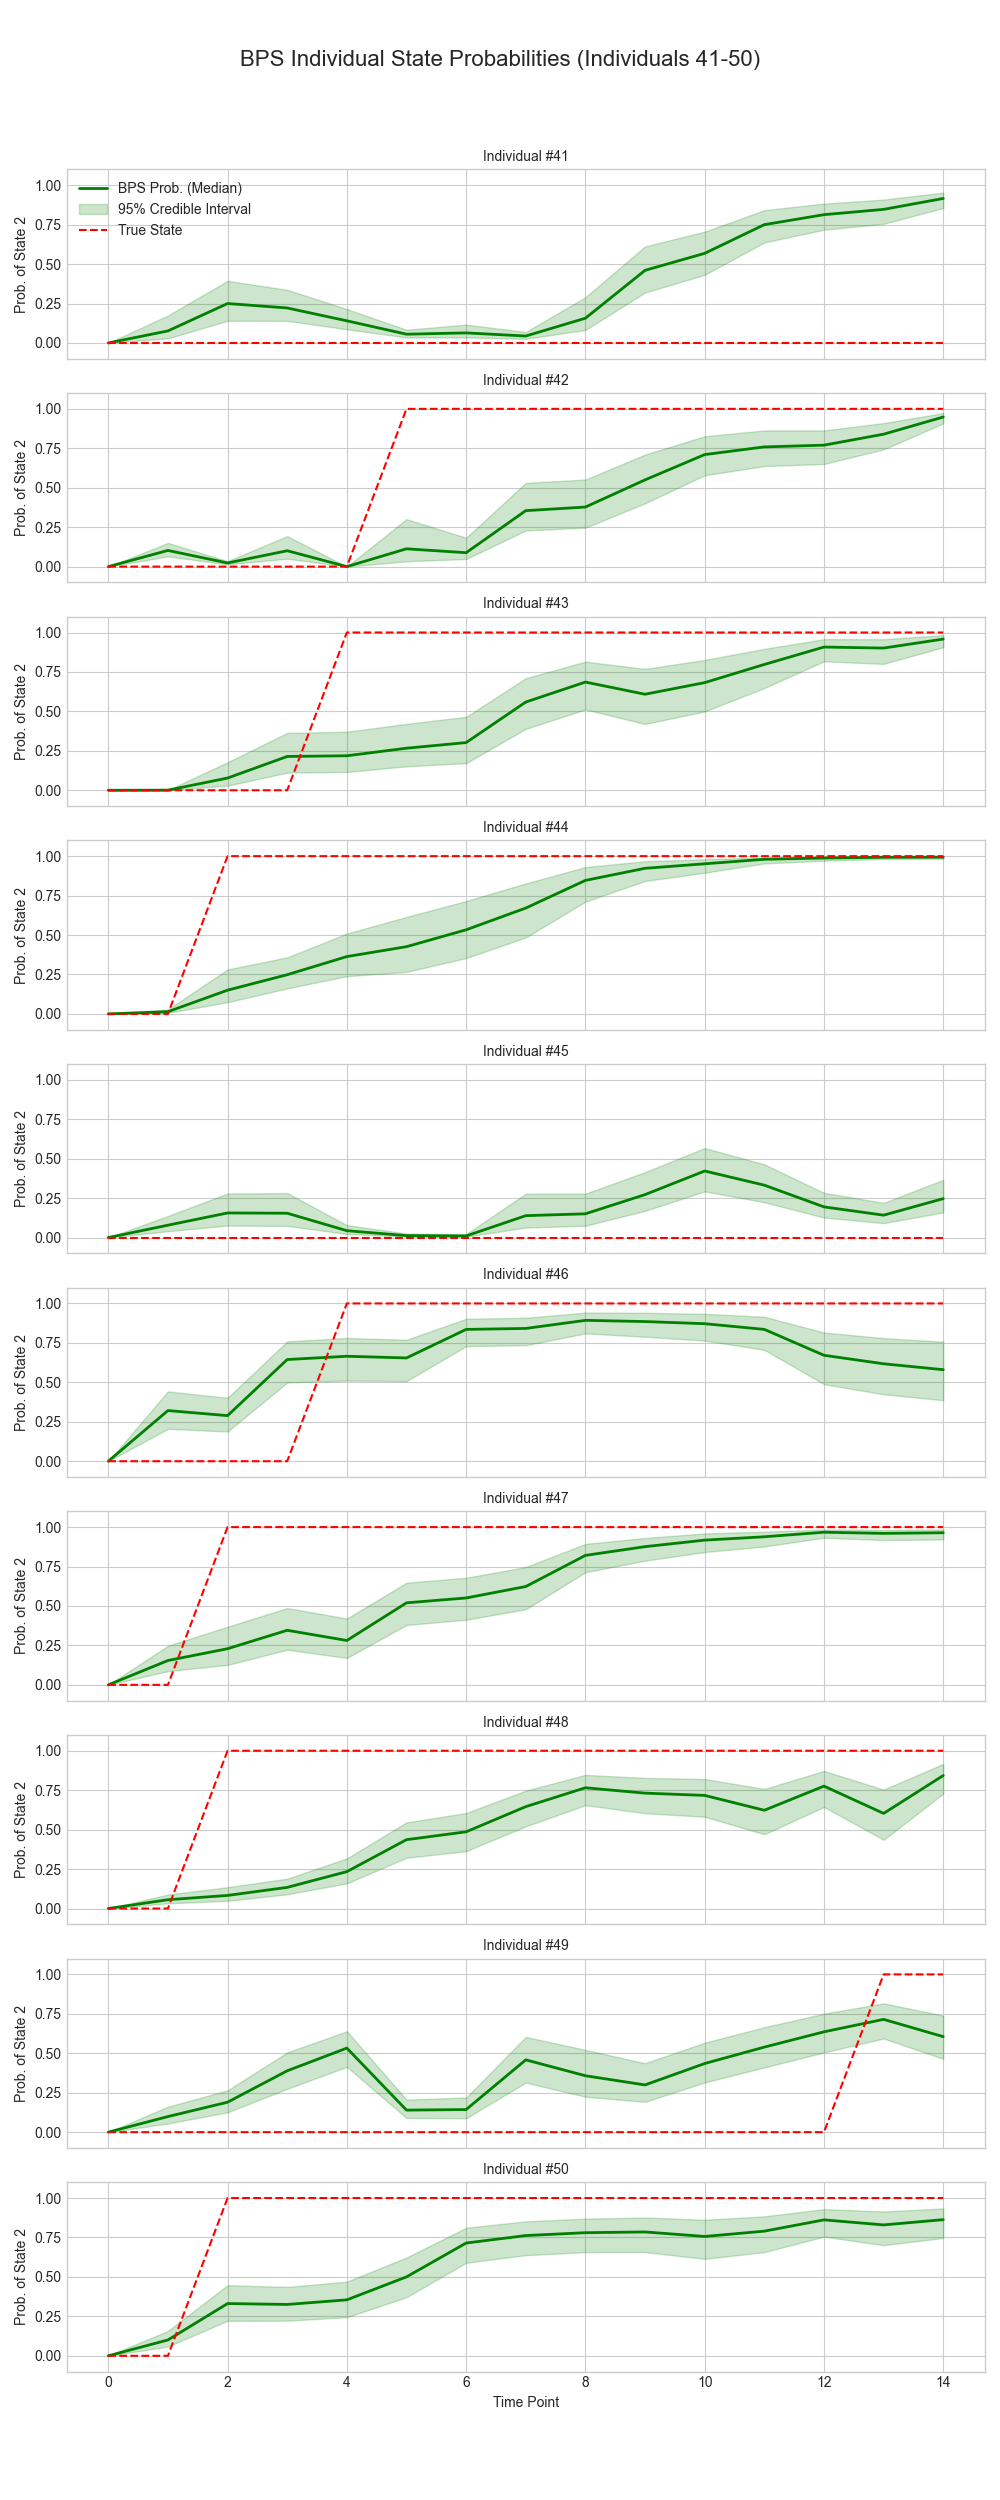 BPS Individual State Probabilities (Individuals 41-50)
Individual #41
1.00
0.75
0.50
0.25
0.00
Prob. of State 2
BPS Prob. (Median)
95% Credible Interval
True State
Individual #42
1.00
0.75
0.50
0.25
0.00
Prob. of State 2
Individual #43
1.00
0.75
0.50
0.25
0.00
Prob. of State 2
Individual #44
1.00
0.75
0.50
0.25
0.00
Prob. of State 2
Individual #45
1.00
0.75
0.50
0.25
0.00
Prob. of State 2
Individual #46
1.00
0.75
0.50
0.25
0.00
Prob. of State 2
Individual #47
1.00
0.75
0.50
0.25
0.00
Prob. of State 2
Individual #48
1.00
0.75
0.50
0.25
0.00
Prob. of State 2
Individual #49
1.00
0.75
0.50
0.25
0.00
Prob. of State 2
Individual #50
1.00
0.75
0.50
0.25
0.00
Prob. of State 2
0 2 4 6 8 10 12 14
Time Point